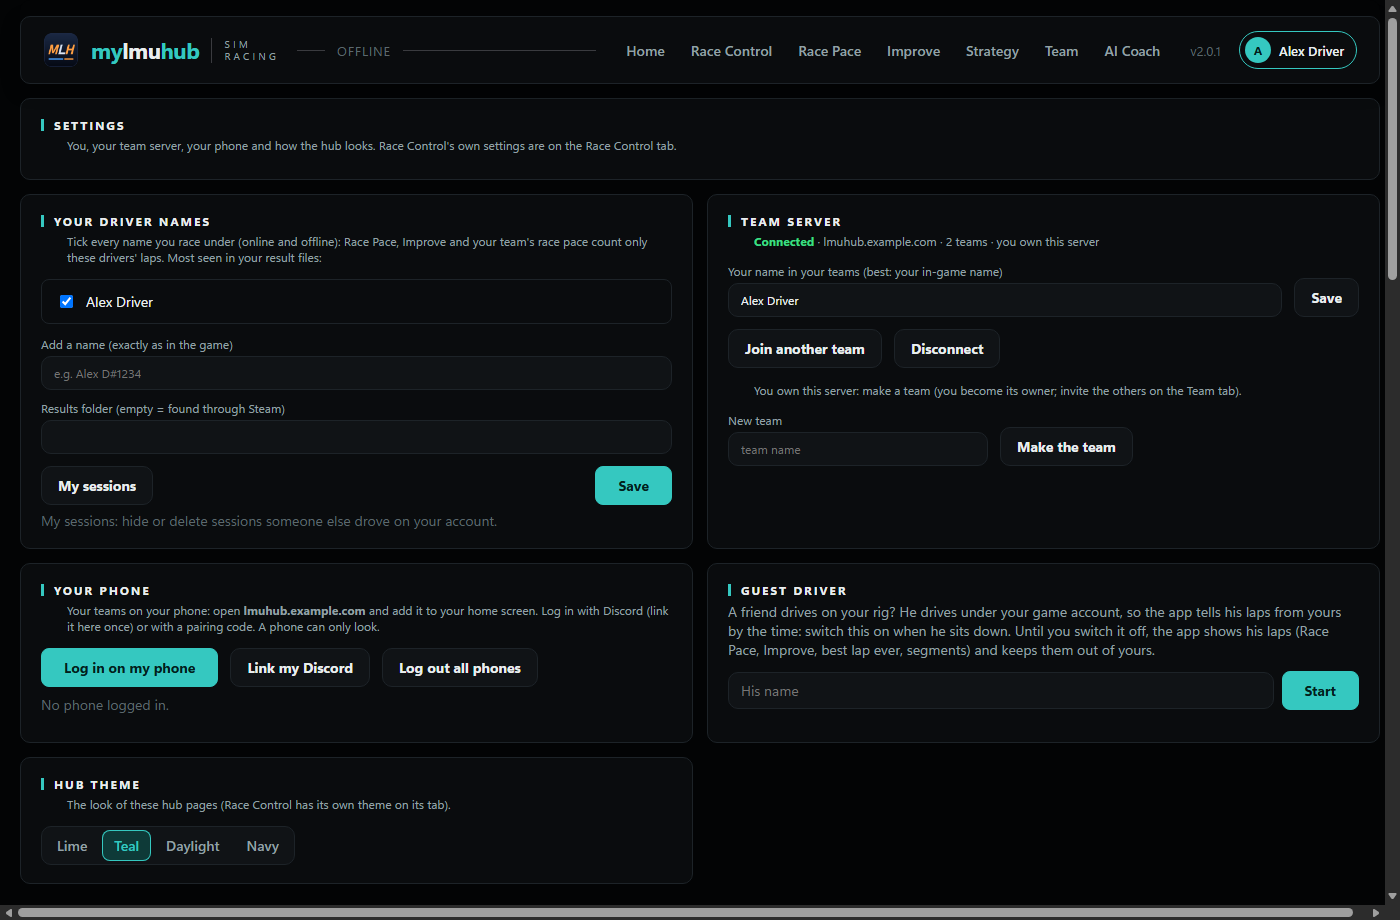 MLH mylmuhub SIM RACING OFFLINE Home Race Control Race Pace Improve Strategy Team AI Coach v2.0.1 A Alex Driver
SETTINGS
You, your team server, your phone and how the hub looks. Race Control's own settings are on the Race Control tab.
YOUR DRIVER NAMES
Tick every name you race under (online and offline): Race Pace, Improve and your team's race pace count only
these drivers' laps. Most seen in your result files:
Alex Driver
Add a name (exactly as in the game)
e.g. Alex D#1234
Results folder (empty = found through Steam)
My sessions Save
My sessions: hide or delete sessions someone else drove on your account.
TEAM SERVER
Connected · lmuhub.example.com · 2 teams · you own this server
Your name in your teams (best: your in-game name)
Alex Driver Save
Join another team Disconnect
You own this server: make a team (you become its owner; invite the others on the Team tab).
New team
team name Make the team
YOUR PHONE
Your teams on your phone: open lmuhub.example.com and add it to your home screen. Log in with Discord (link
it here once) or with a pairing code. A phone can only look.
Log in on my phone Link my Discord Log out all phones
No phone logged in.
GUEST DRIVER
A friend drives on your rig? He drives under your game account, so the app tells his laps from yours
by the time: switch this on when he sits down. Until you switch it off, the app shows his laps (Race
Pace, Improve, best lap ever, segments) and keeps them out of yours.
His name Start
HUB THEME
The look of these hub pages (Race Control has its own theme on its tab).
Lime Teal Daylight Navy